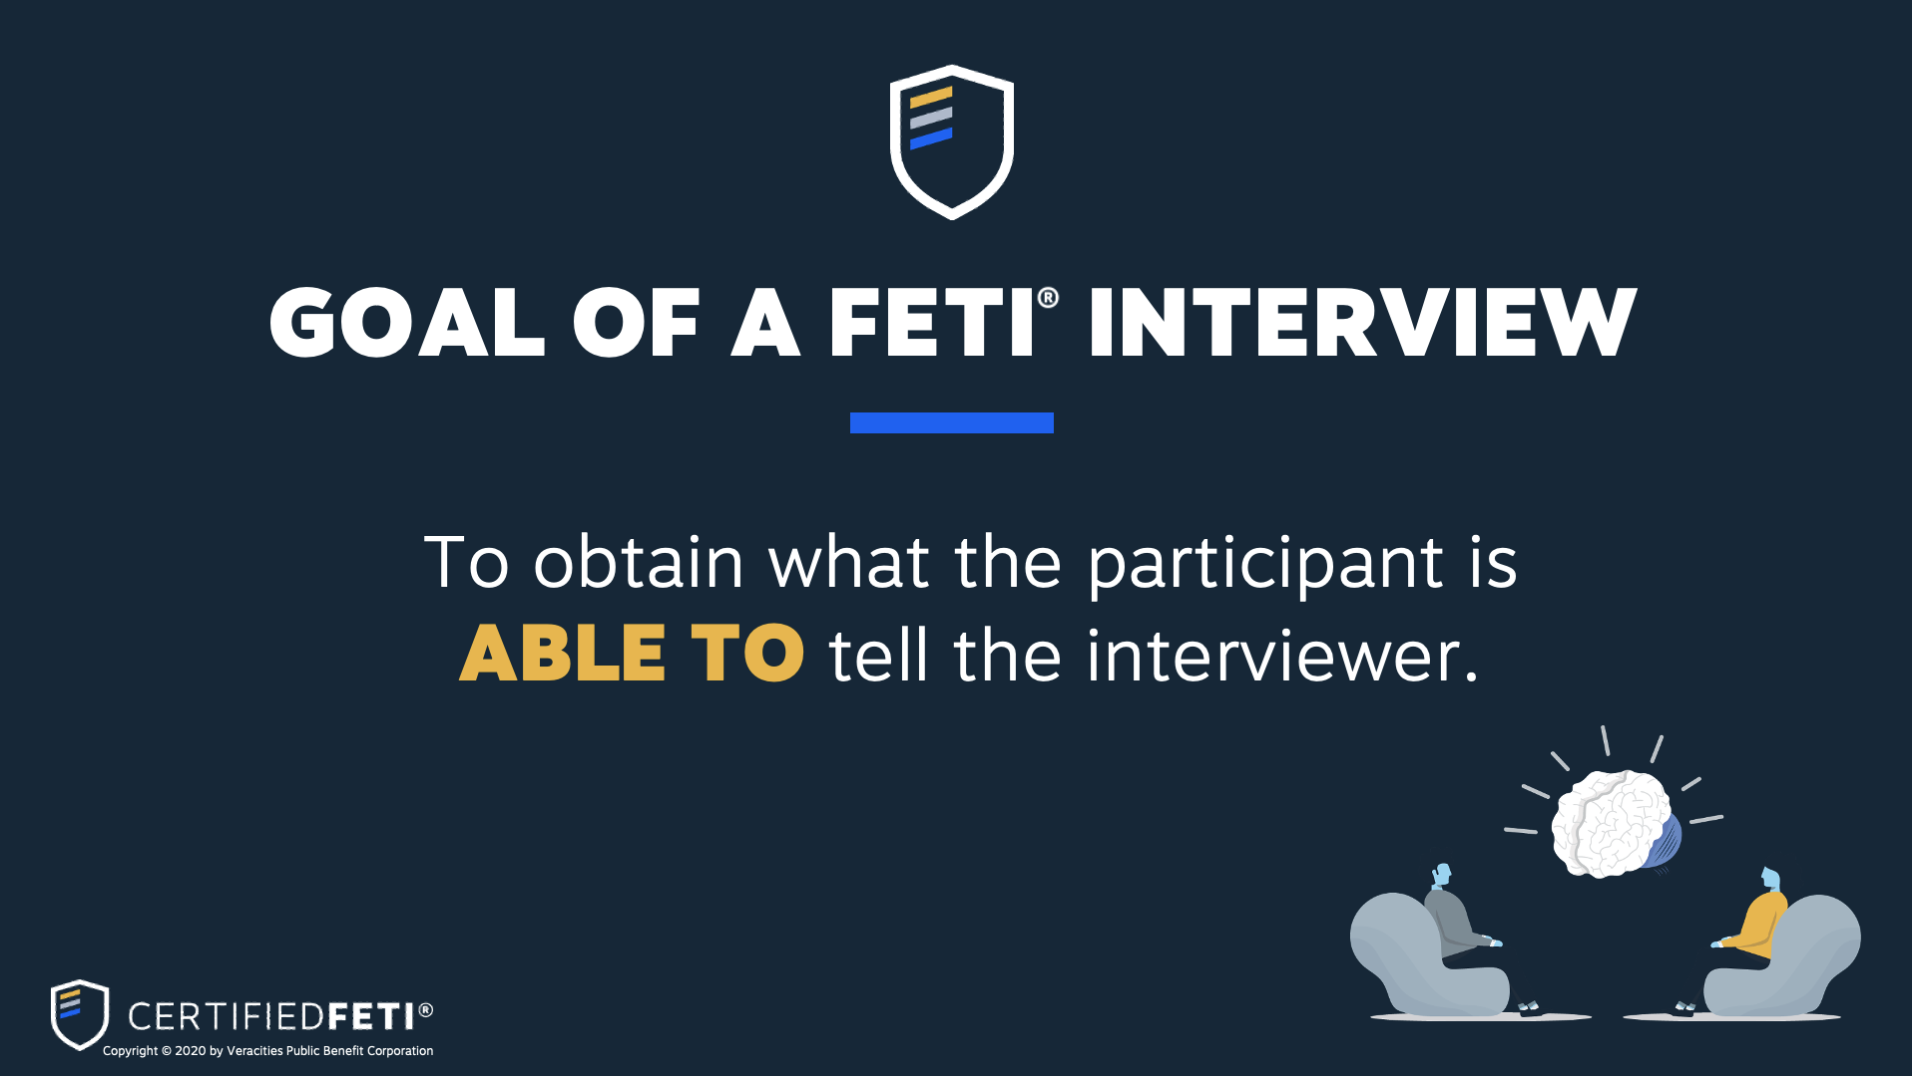 GOAL OF A FETI® INTERVIEW
To obtain what the participant is
ABLE TO tell the interviewer.
CERTIFIEDFETI®
Copyright © 2020 by Veracities Public Benefit Corporation